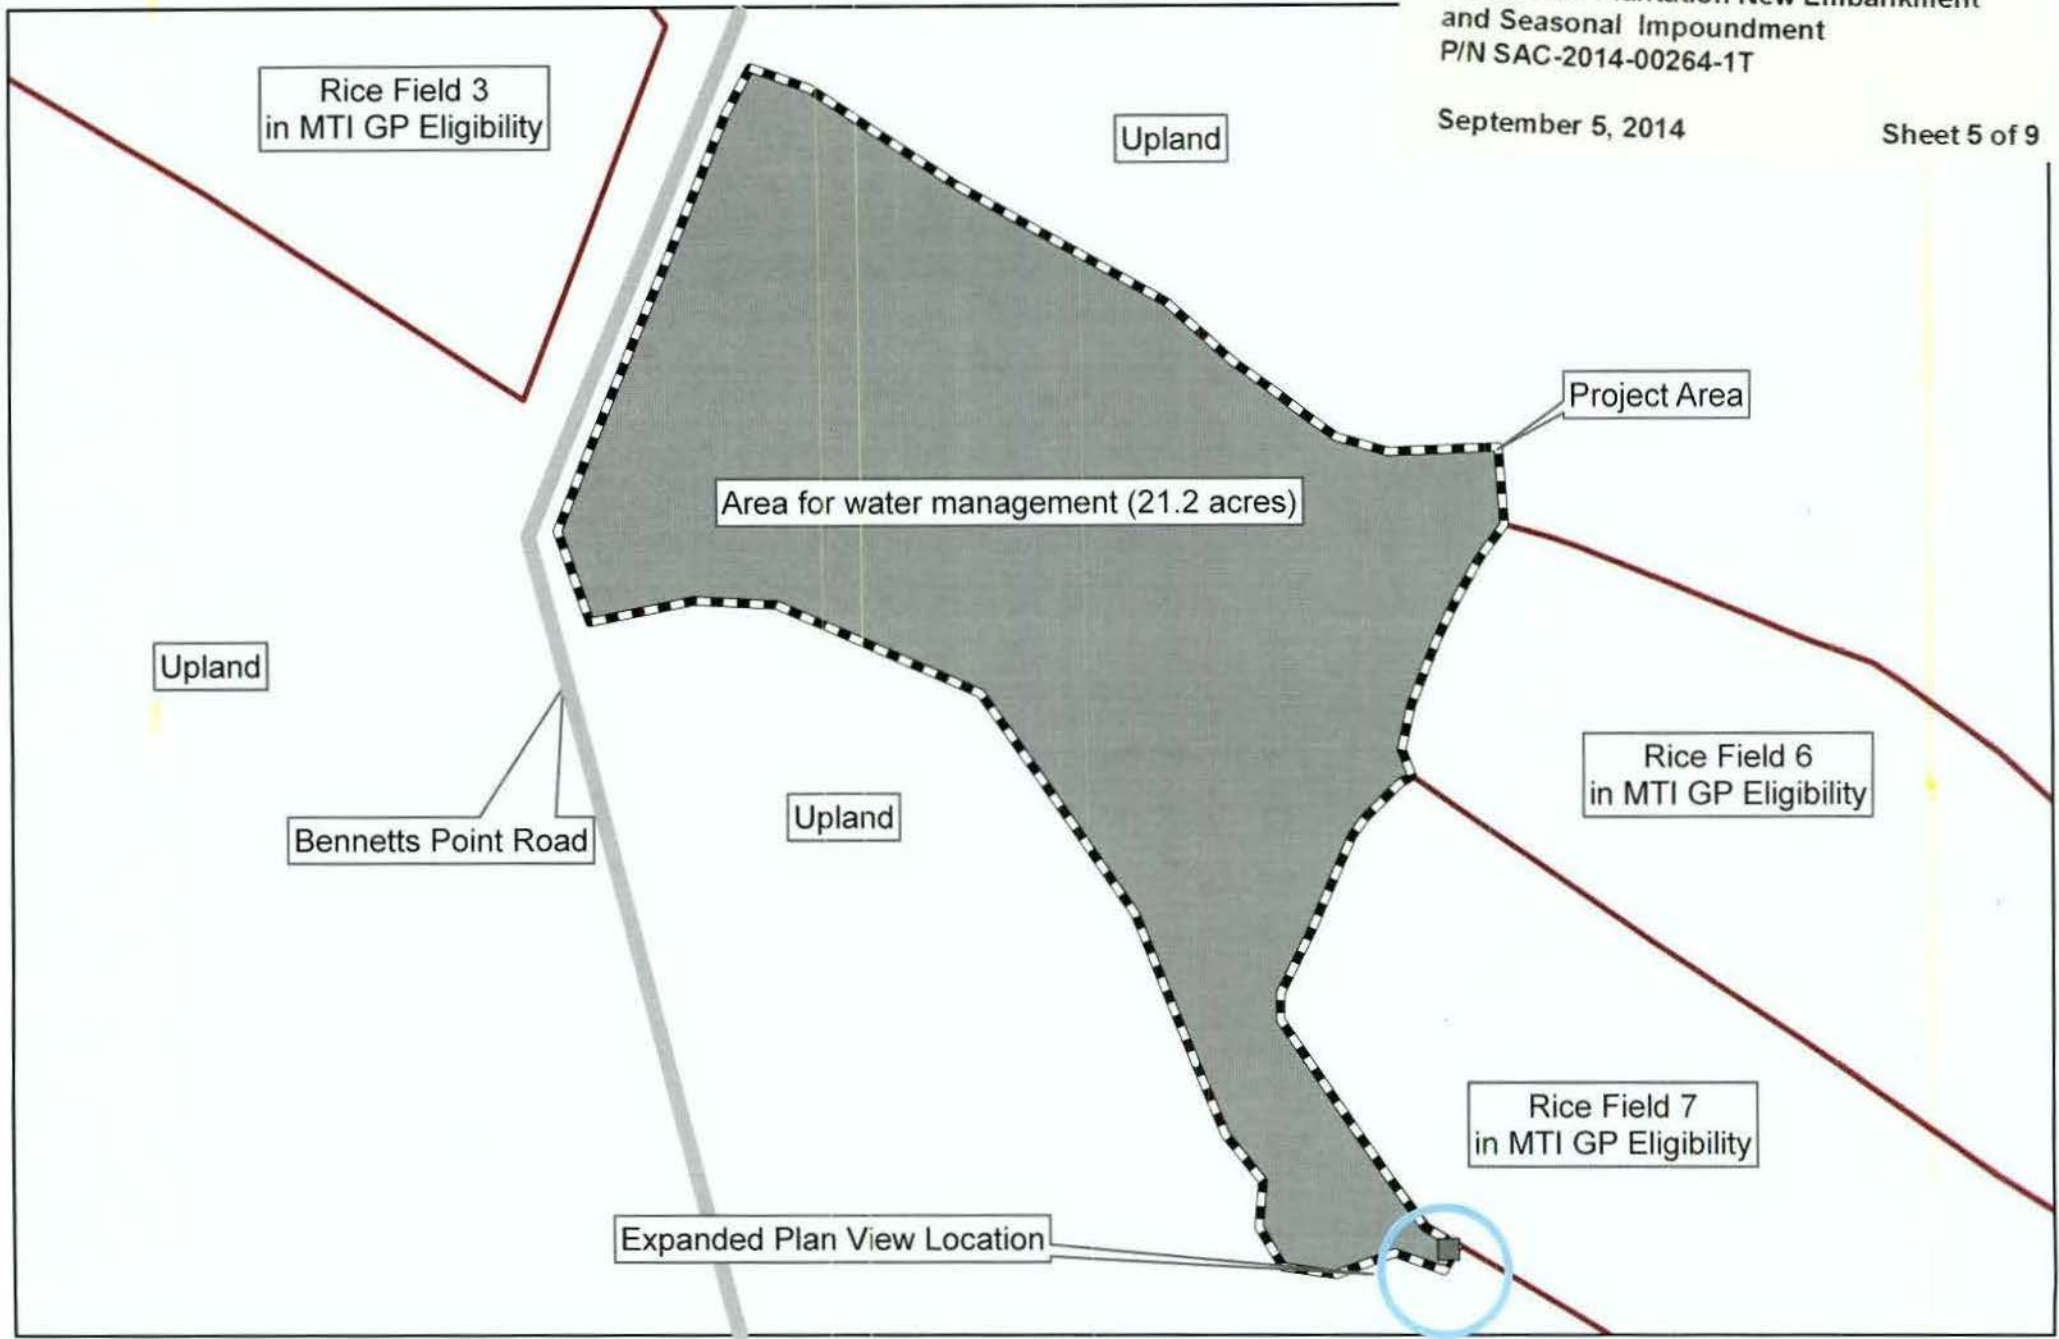 New Embankment
and Seasonal Impoundment
P/N SAC-2014-00264-1T
September 5, 2014
Sheet 5 of 9
Rice Field 3
in MTI GP Eligibility
Upland
Project Area
Area for water management (21.2 acres)
Upland
Rice Field 6
in MTI GP Eligibility
Upland
Bennetts Point Road
Rice Field 7
in MTI GP Eligibility
Expanded Plan View Location